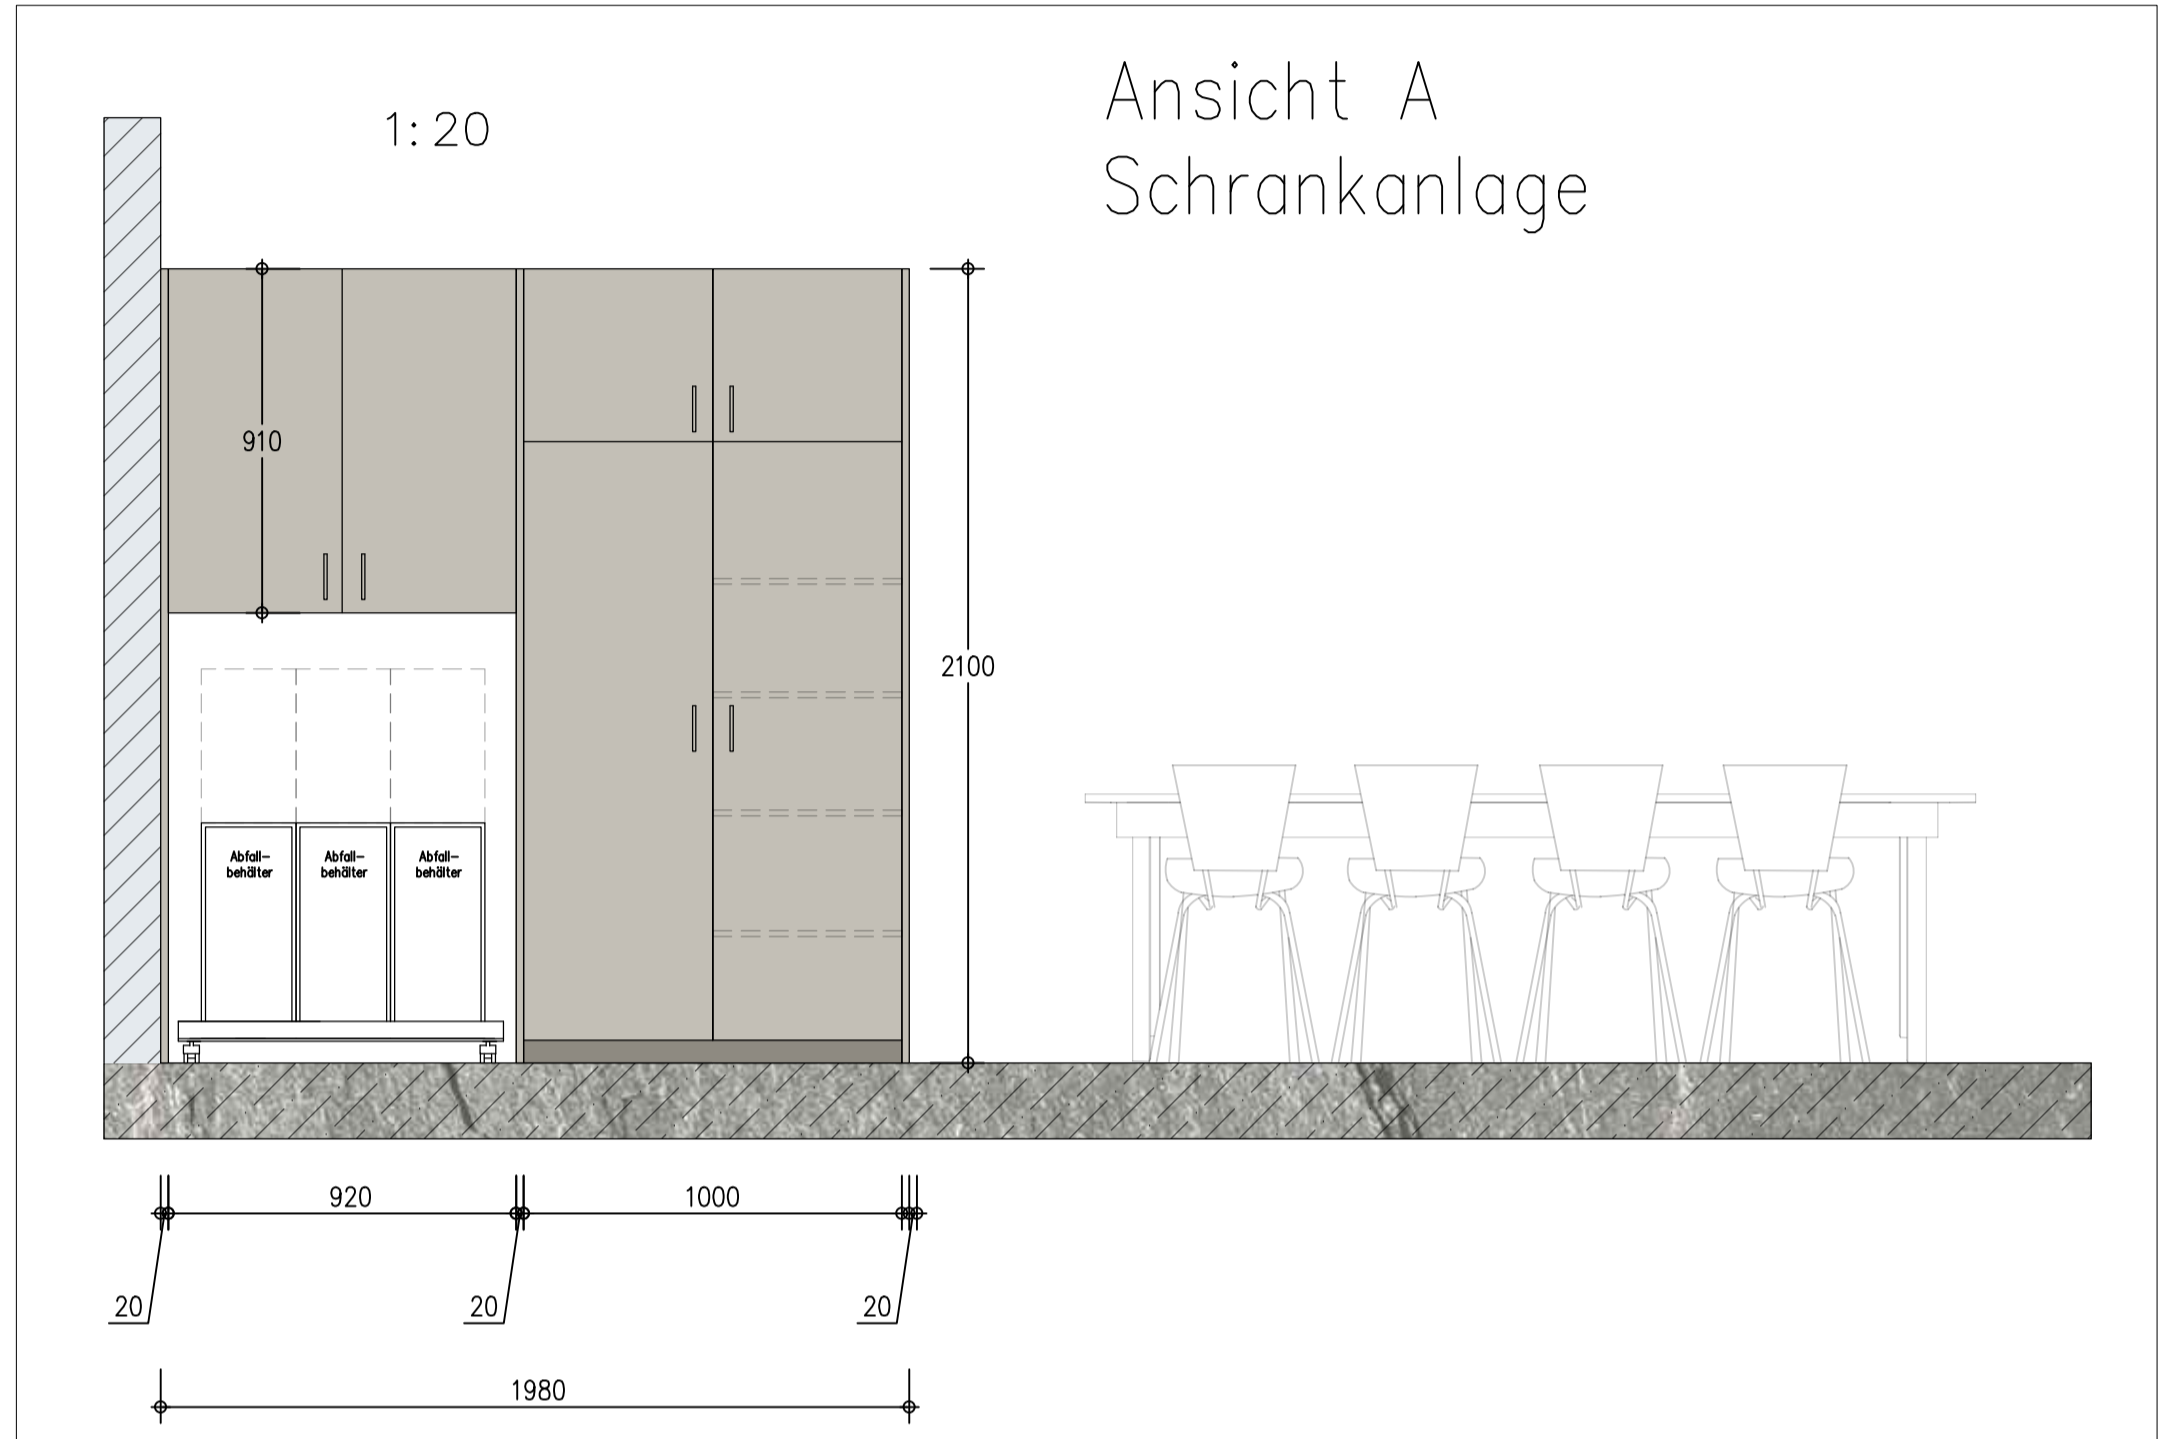 Ansicht A
Schrankanlage
1:20
910
2100
Abfall-
behälter
Abfall-
behälter
Abfall-
behälter
920
1000
20
20
20
1980